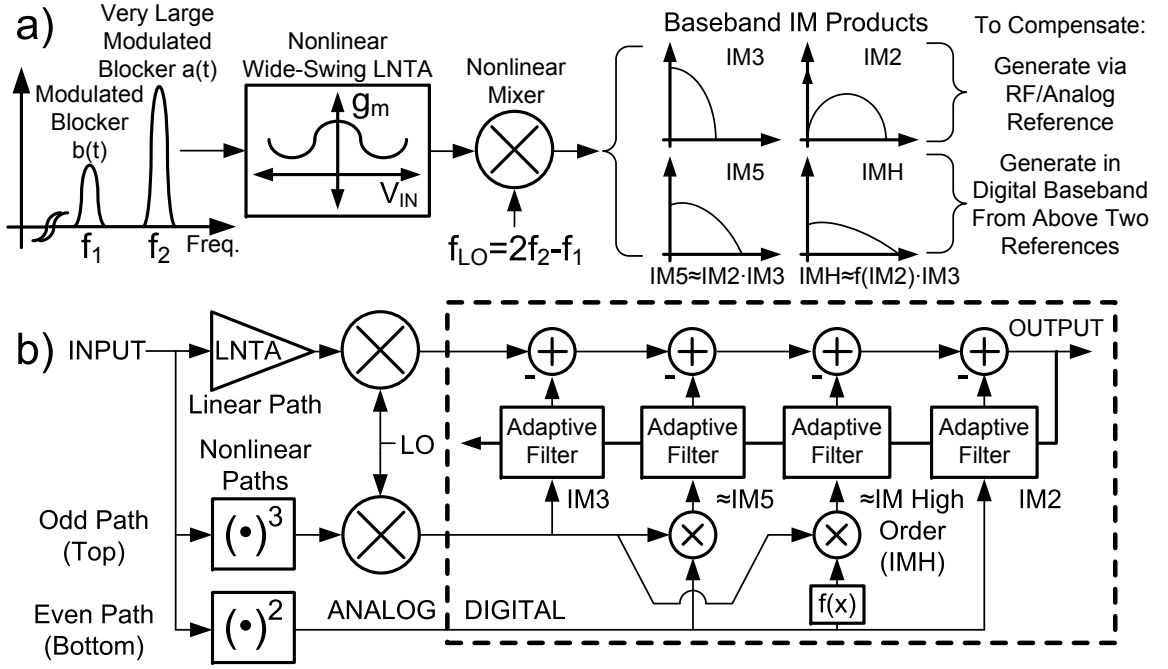 a)
Very Large
Modulated
Blocker a(t)
Modulated
Blocker
b(t)
f1
f2
Freq.
Nonlinear
Wide-Swing LNTA
gm
VIN
Nonlinear
Mixer
fLO=2f2-f1
Baseband IM Products
IM3
IM2
IM5
IMH
IM5≈IM2·IM3
IMH≈f(IM2)·IM3
To Compensate:
Generate via
RF/Analog
Reference
Generate in
Digital Baseband
From Above Two
References
b)
INPUT
LNTA
Linear Path
LO
Nonlinear
Paths
Odd Path
(Top)
(•)3
Even Path
(Bottom)
(•)2
ANALOG
DIGITAL
+
+
+
+
OUTPUT
-
-
-
-
Adaptive
Filter
Adaptive
Filter
Adaptive
Filter
Adaptive
Filter
IM3
≈IM5
≈IM High
Order
(IMH)
IM2
f(x)